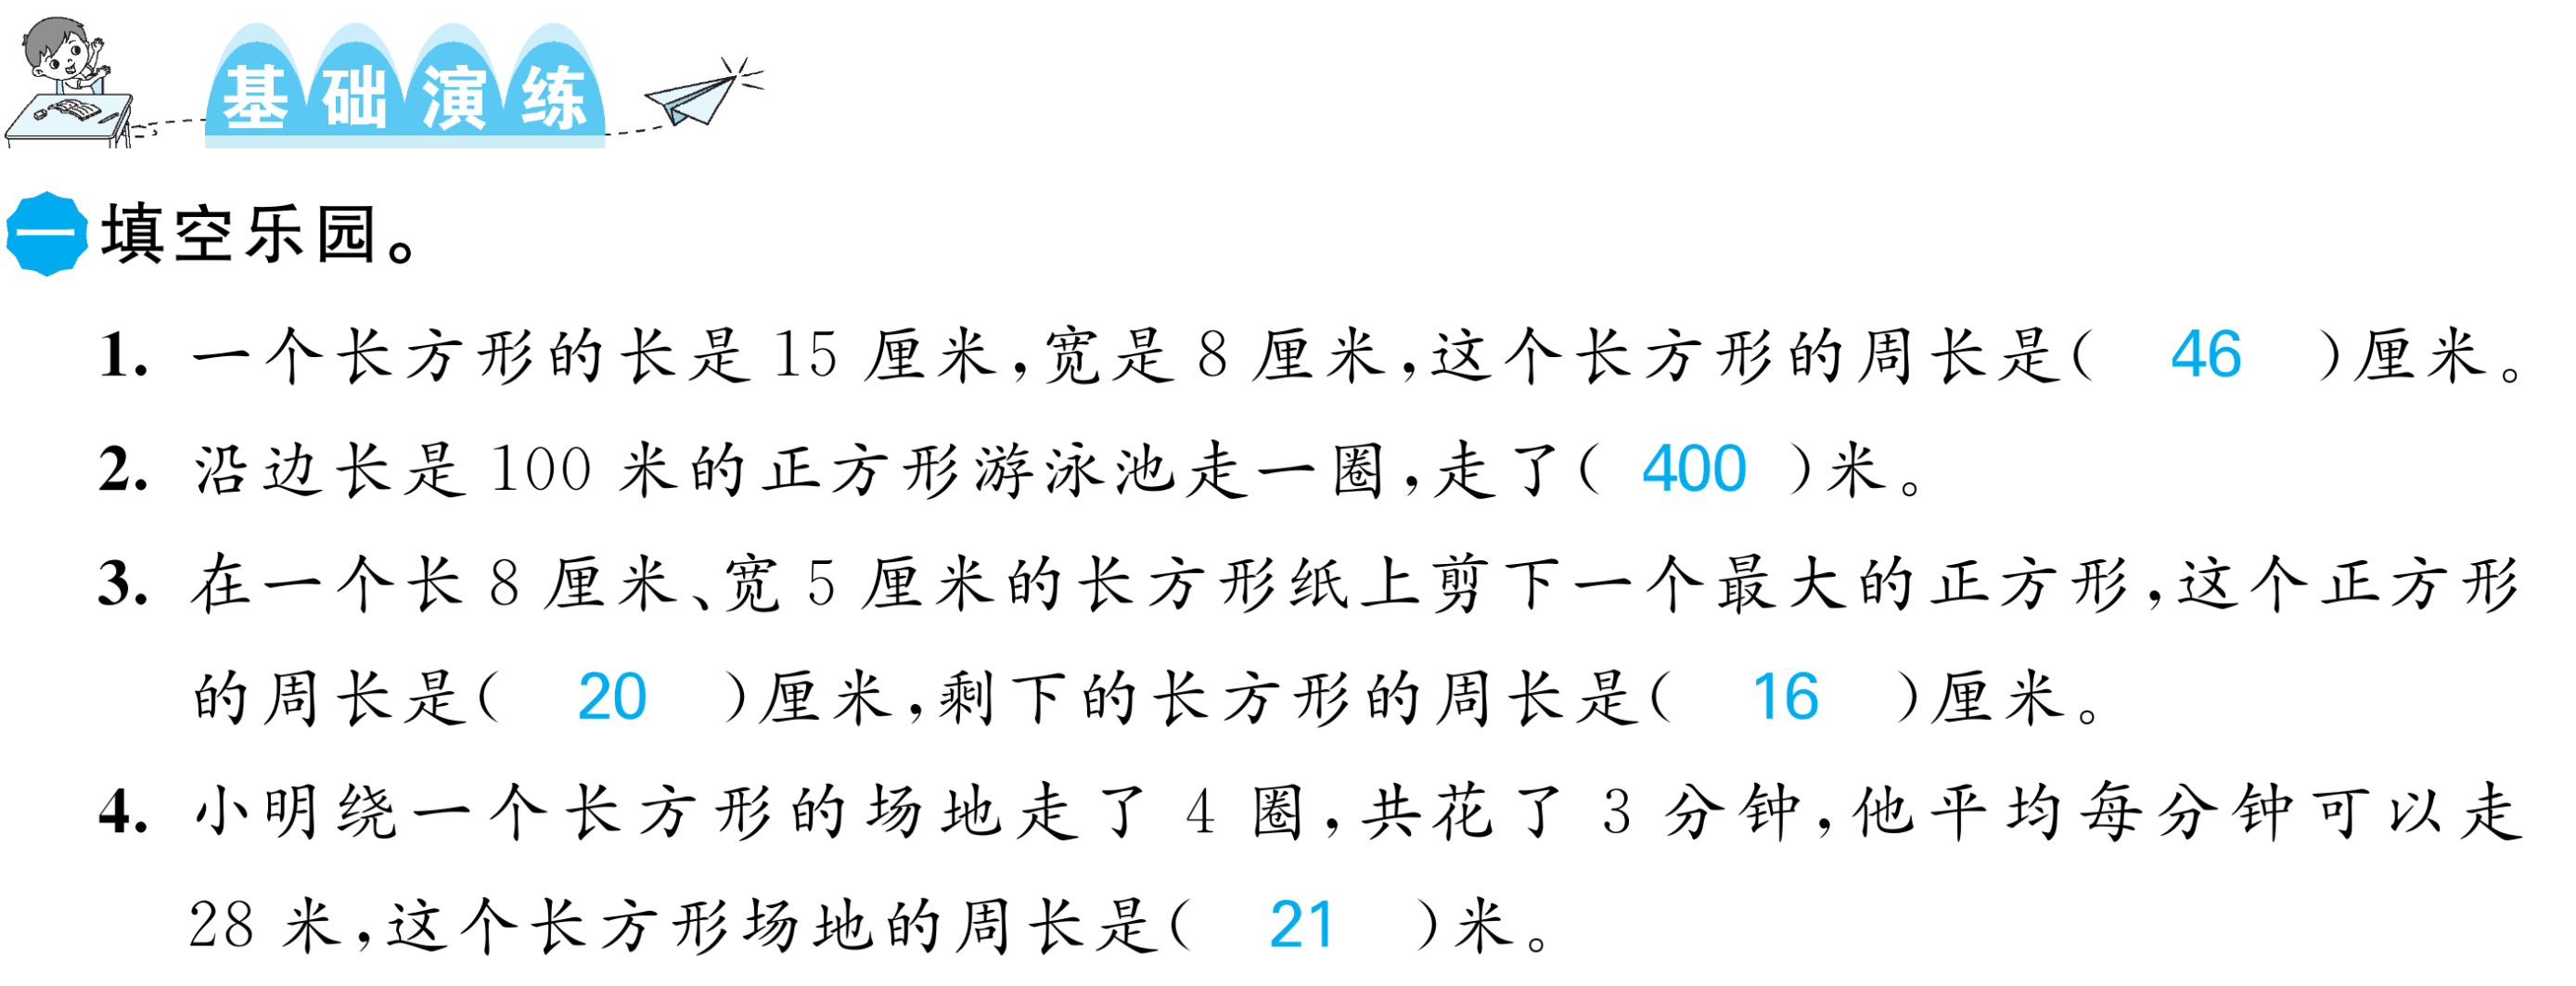 基础演练
一 填空乐园。
1. 一个长方形的长是 15 厘米,宽是 8 厘米,这个长方形的周长是( 46 )厘米。
2. 沿边长是 100 米的正方形游泳池走一圈,走了( 400 )米。
3. 在一个长 8 厘米、宽 5 厘米的长方形纸上剪下一个最大的正方形,这个正方形
的周长是( 20 )厘米,剩下的长方形的周长是( 16 )厘米。
4. 小明绕一个长方形的场地走了 4 圈,共花了 3 分钟,他平均每分钟可以走
28 米,这个长方形场地的周长是( 21 )米。